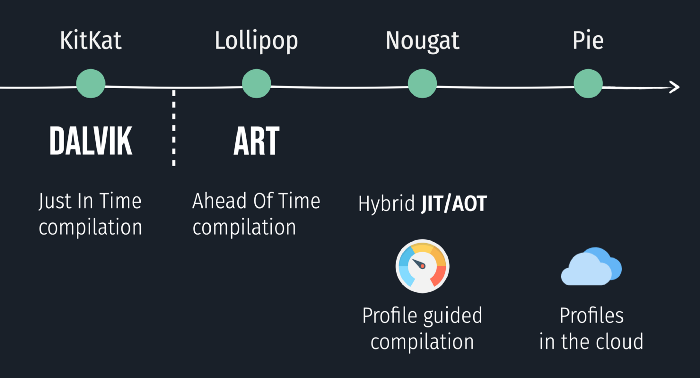 KitKat
Lollipop
Nougat
Pie
DALVIK
ART
Just In Time
compilation
Ahead Of Time
compilation
Hybrid JIT/AOT
Profile guided
compilation
Profiles
in the cloud